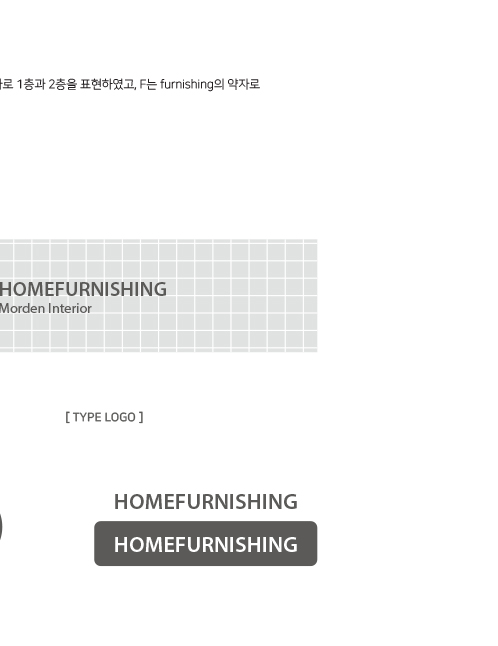 로 1층과 2층을 표현하였고, F는 furnishing의 약자로
HOMEFURNISHING
Morden Interior
[ TYPE LOGO ]
HOMEFURNISHING
HOMEFURNISHING